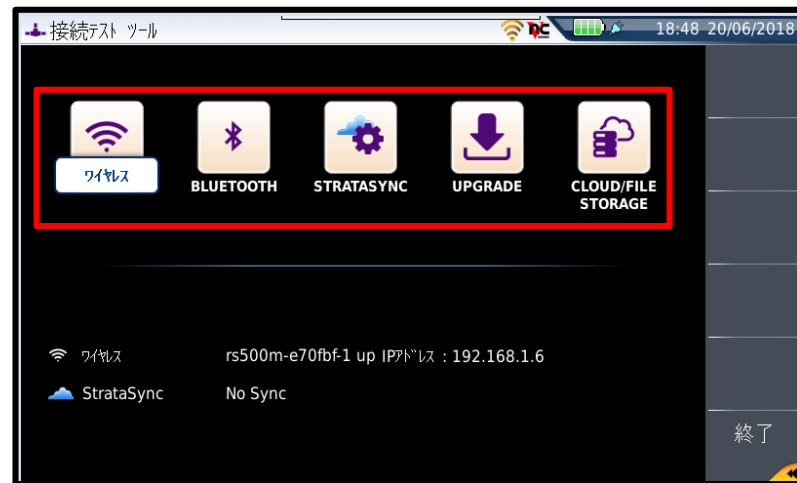 接続テスト ツール
18:48 20/06/2018
ワイヤレス
BLUETOOTH
STRATASYNC
UPGRADE
CLOUD/FILE
STORAGE
ワイヤレス rs500m-e70fbf-1 up IPアドレス : 192.168.1.6
StrataSync No Sync
終了